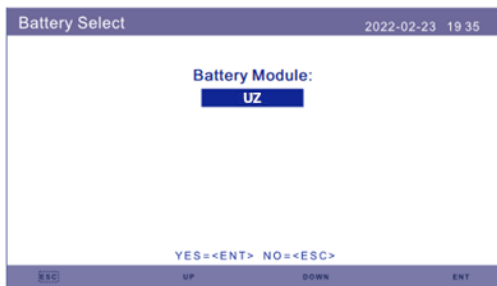 Battery Select 2022-02-23 19 35
Battery Module:
UZ
YES=<ENT> NO=<ESC>
ESC UP DOWN ENT